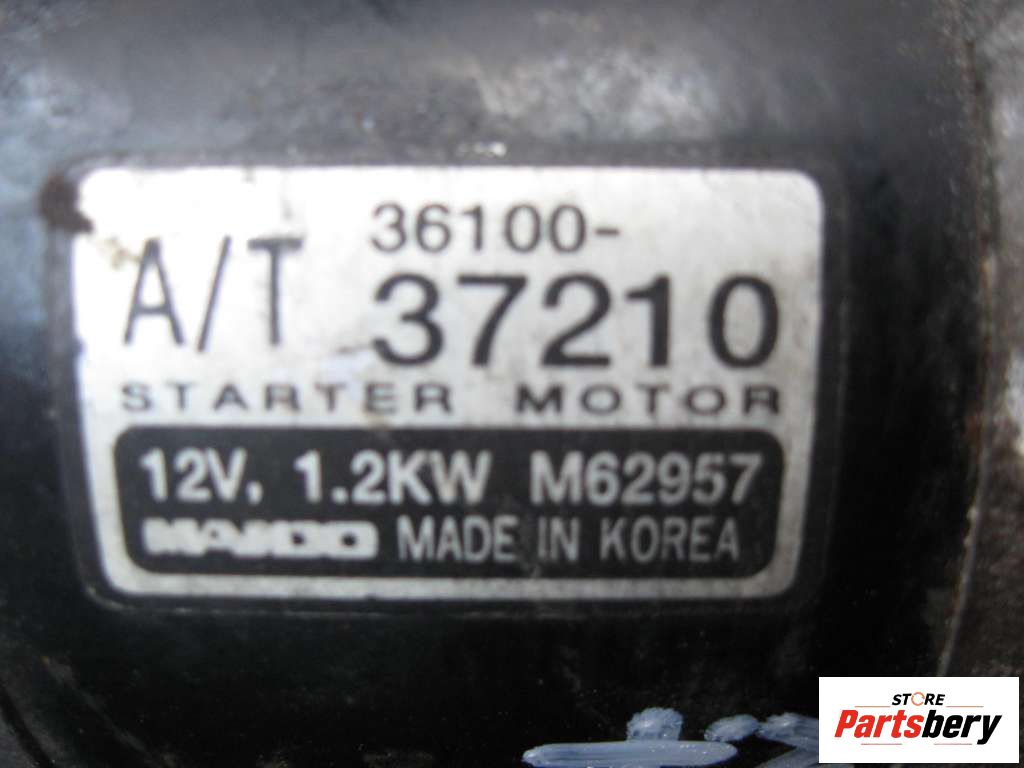 36100-
A/T 37210
STARTER MOTOR
12V, 1.2KW M62957
MANDO MADE IN KOREA
STORE
Partsbery